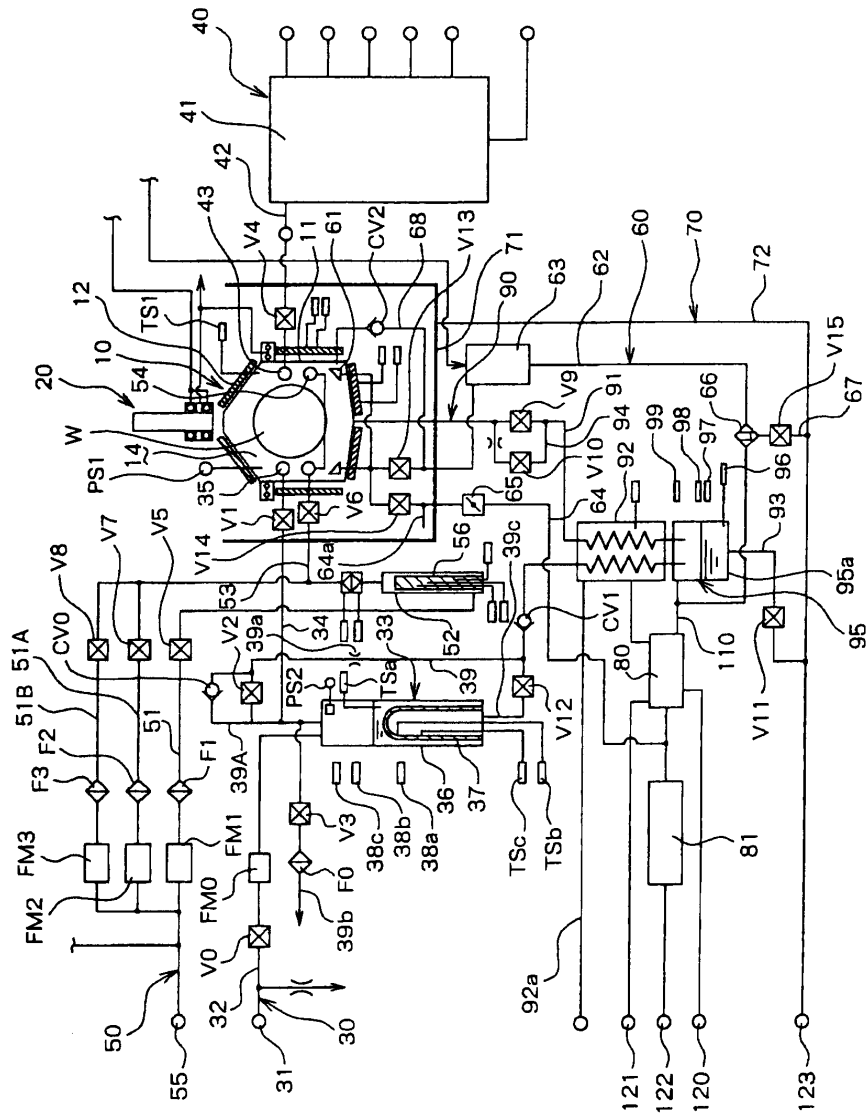 55
50
FM2
FM3
F3
51B
51A
CV0
V8
PS1
W
20
12
10
54
TS1
FM1
F2
F1
51
V7
V5
14
35
43
V4
42
41
40
31
30
32
V0
FM0
39A
V2
39a
34
53
V1
V6
V14
64a
11
61
CV2
68
V13
71
39b
F0
V3
38c
38b
38a
PS2
TSa
33
36
37
39
52
56
39c
65
64
90
63
62
60
70
72
TSc
TSb
V12
CV1
92
V10
94
91
V9
92a
121
122
120
123
81
80
110
V11
95
95a
93
96
97
98
99
66
67
V15